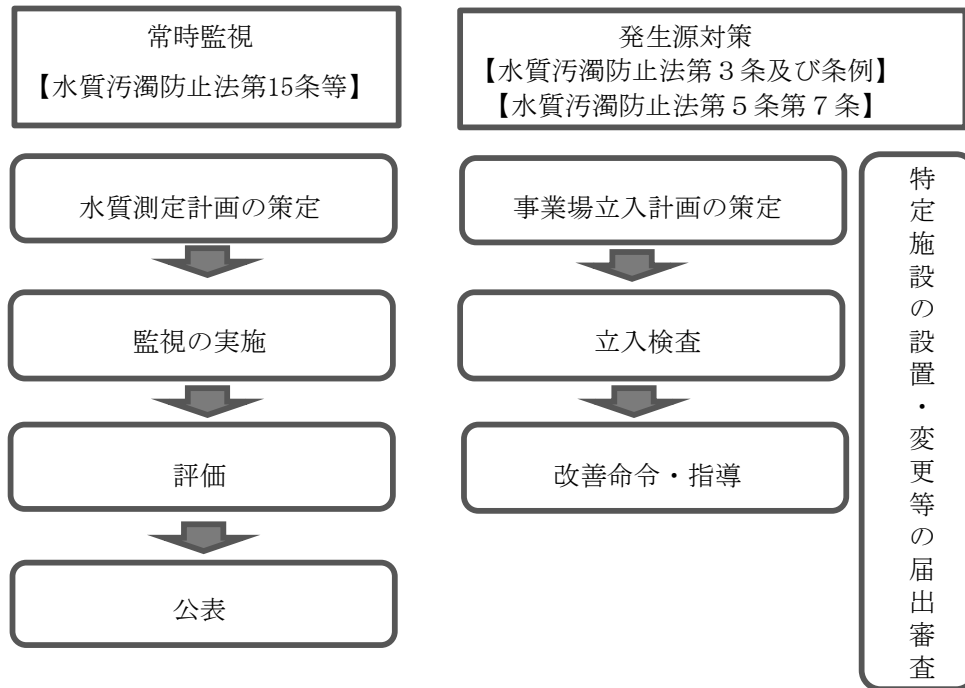 常時監視
【水質汚濁防止法第15条等】
水質測定計画の策定
監視の実施
評価
公表
発生源対策
【水質汚濁防止法第３条及び条例】
【水質汚濁防止法第５条第７条】
事業場立入計画の策定
立入検査
改善命令・指導
特定施設の設置・変更等の届出審査